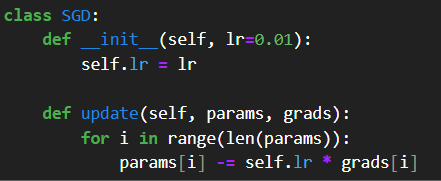 class SGD:
    def __init__(self, lr=0.01):
        self.lr = lr

    def update(self, params, grads):
        for i in range(len(params)):
            params[i] -= self.lr * grads[i]